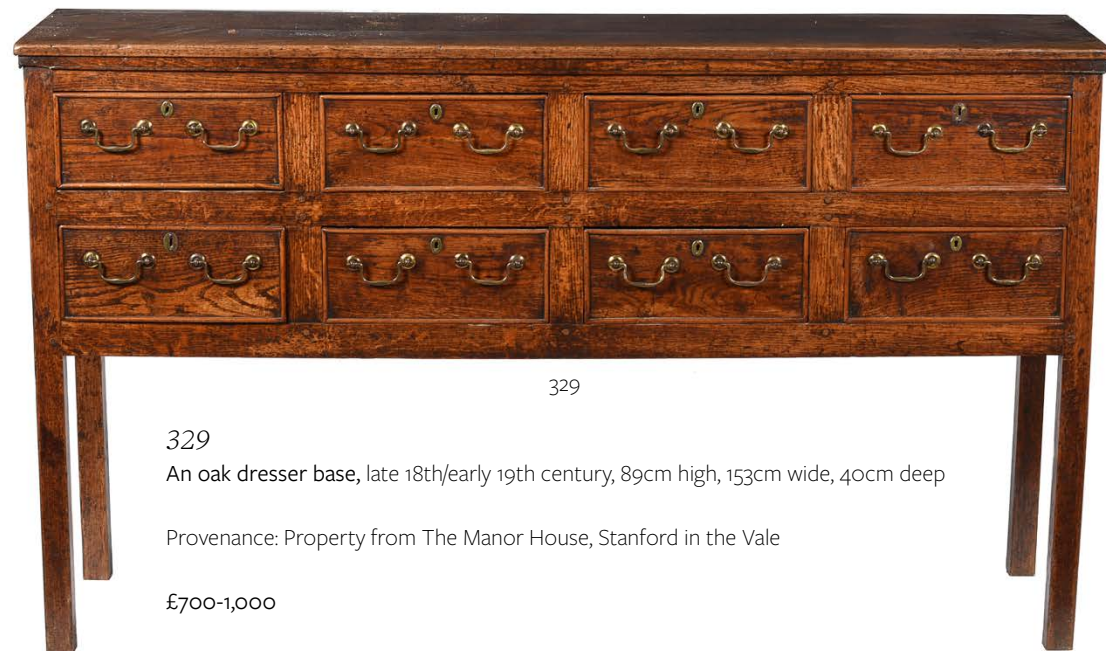 329
329
An oak dresser base, late 18th/early 19th century, 89cm high, 153cm wide, 40cm deep
Provenance: Property from The Manor House, Stanford in the Vale
£700-1,000